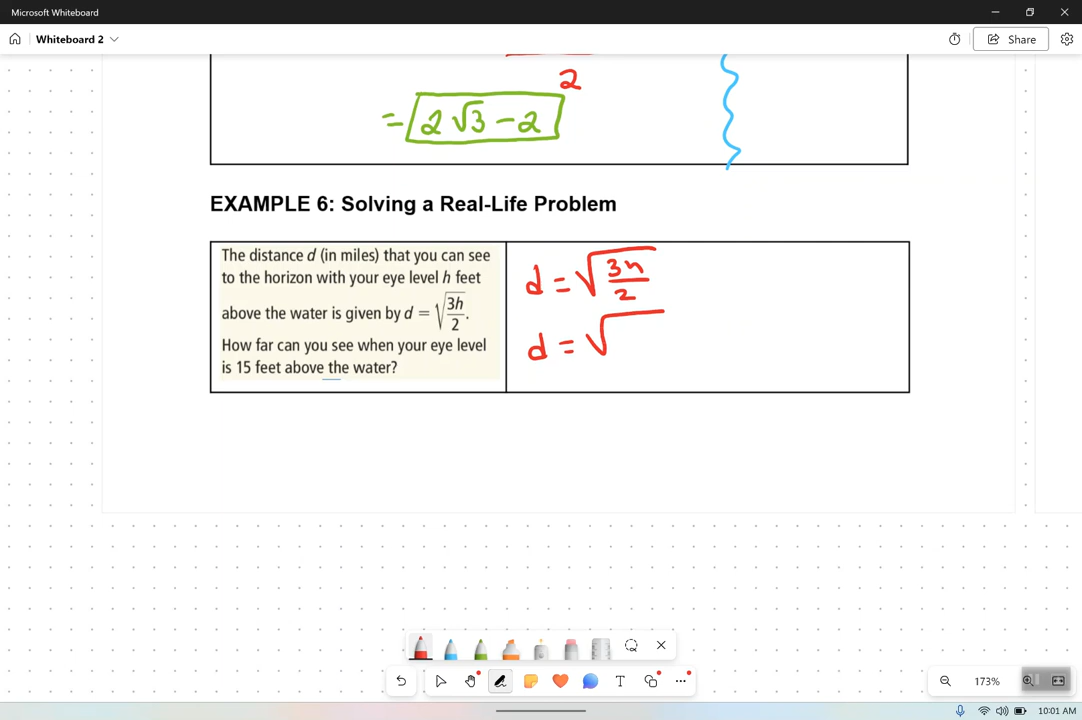 Microsoft Whiteboard
Whiteboard 2
Share
2
= 2 √3 - 2
EXAMPLE 6: Solving a Real-Life Problem
The distance d (in miles) that you can see
to the horizon with your eye level h feet
above the water is given by d = √(3h/2).
How far can you see when your eye level
is 15 feet above the water?
d = √(3h/2)
d = √
T
173%
10:01 AM